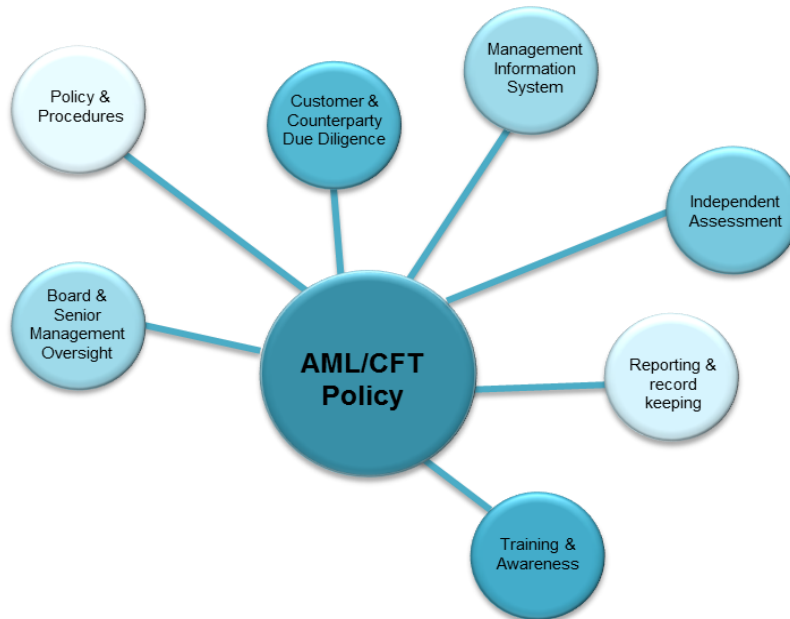 Management
Information
System
Policy &
Procedures
Customer &
Counterparty
Due Diligence
Independent
Assessment
Board &
Senior
Management
Oversight
AML/CFT
Policy
Reporting &
record
keeping
Training &
Awareness